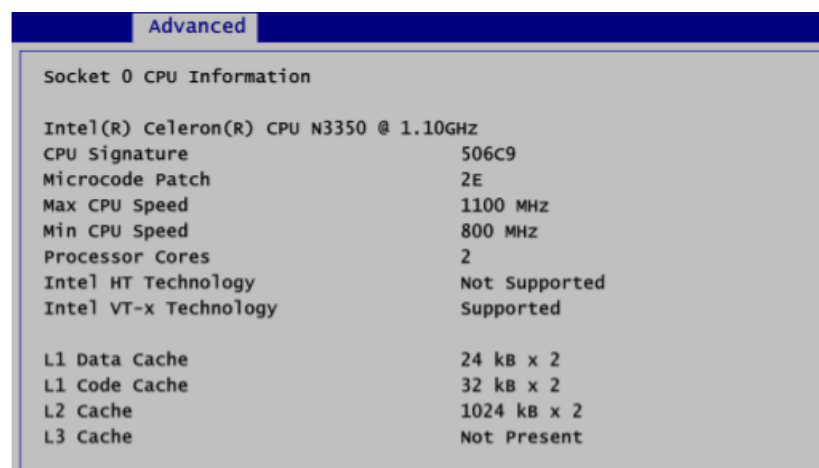 Advanced
Socket 0 CPU Information
Intel(R) Celeron(R) CPU N3350 @ 1.10GHz
CPU Signature 506C9
Microcode Patch 2E
Max CPU Speed 1100 MHz
Min CPU Speed 800 MHz
Processor Cores 2
Intel HT Technology Not Supported
Intel VT-x Technology Supported
L1 Data Cache 24 kB x 2
L1 Code Cache 32 kB x 2
L2 Cache 1024 kB x 2
L3 Cache Not Present